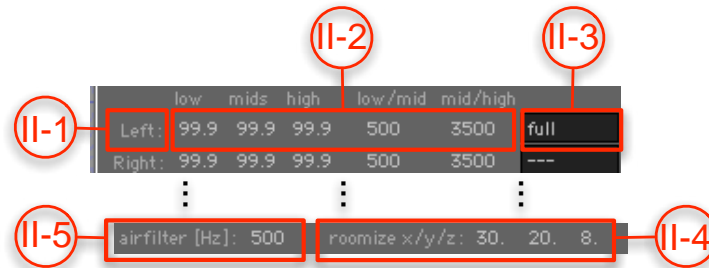 II-2 II-3
low mids high low/mid mid/high
II-1 Left: 99.9 99.9 99.9 500 3500 full
Right: 99.9 99.9 99.9 500 3500 ---
II-5 airfilter [Hz]: 500 roomize x/y/z: 30. 20. 8. II-4